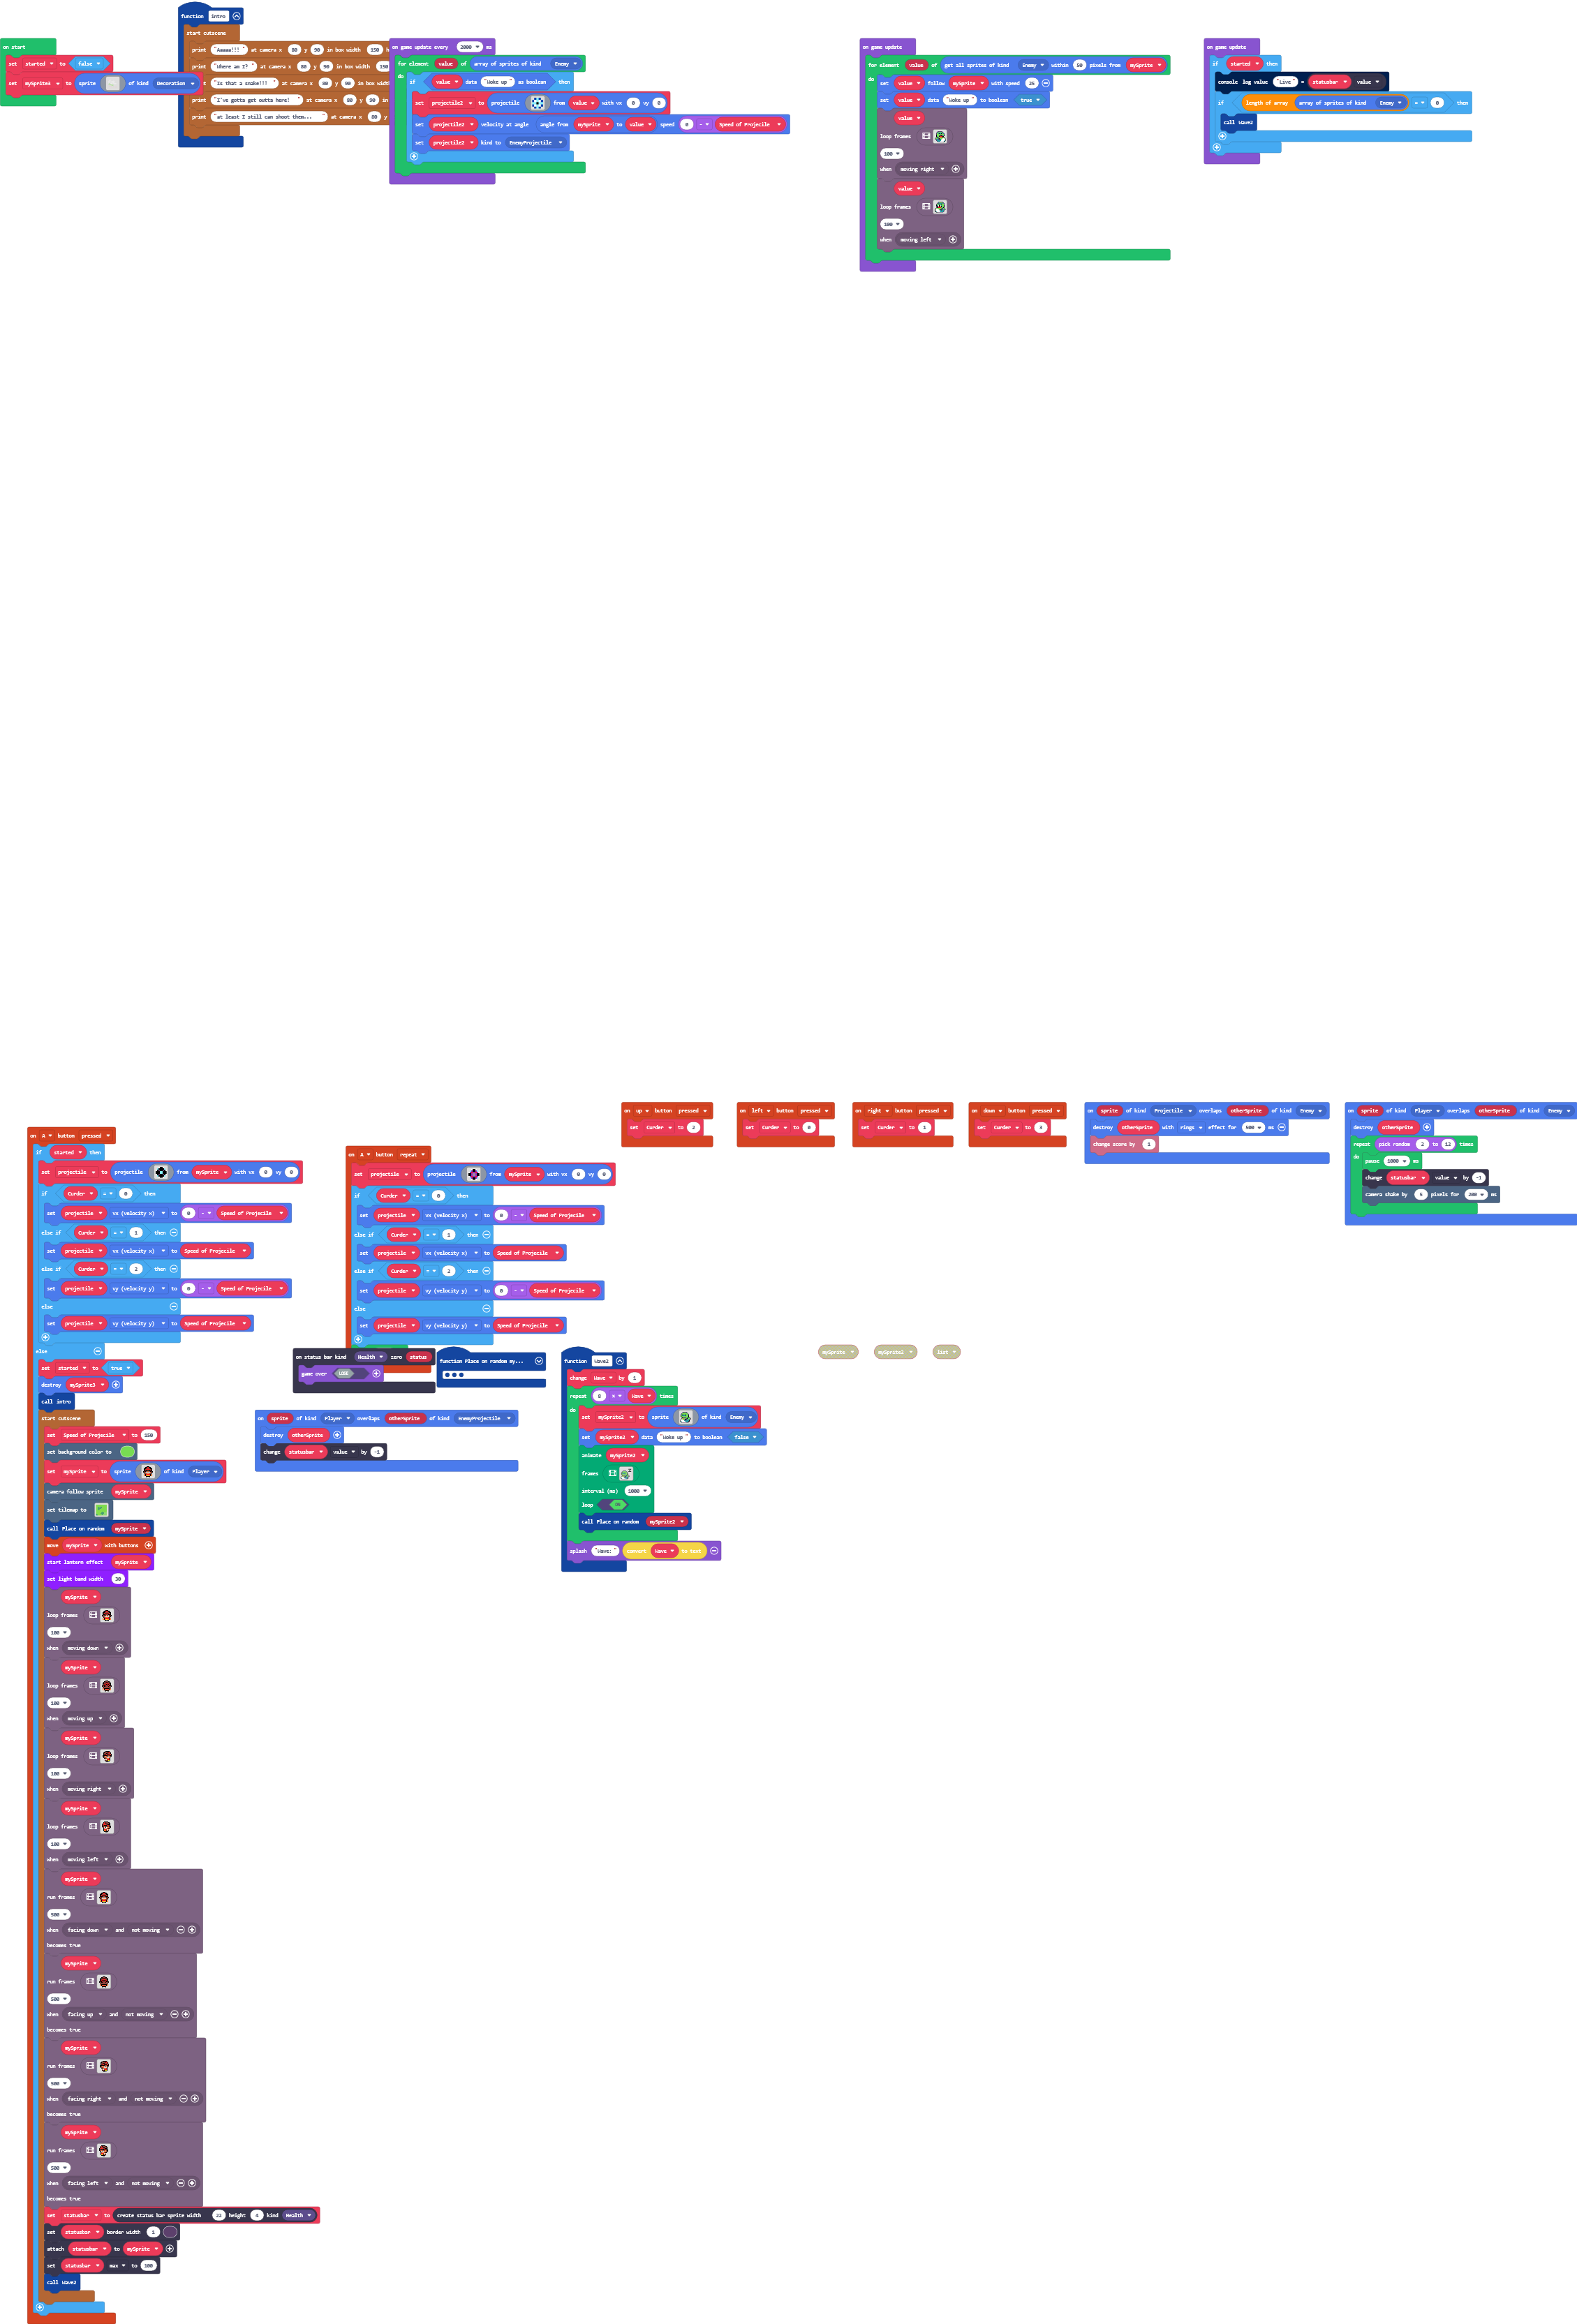 function intro
start cutscene
print "Aaaaa!!! " at camera x 80 y 90 in box width 150
print "Where am I? " at camera x 80 y 90 in box width 150
"Is that a snake!!! " at camera x 80 y 90 in box width
print "I've gotta get outta here! " at camera x 80 y 90 in
print "at least I still can shoot them... " at camera x 80 y
on start
set started to false
set mySprite3 to sprite of kind Decoration
on game update every 2000 ms
for element value of array of sprites of kind Enemy
do if value data "Woke up " as boolean then
set projectile2 to projectile from value with vx 0 vy 0
set projectile2 velocity at angle angle from mySprite to value speed 0 - Speed of Projecile
set projectile2 kind to EnemyProjectile
on game update
for element value of get all sprites of kind Enemy within 50 pixels from mySprite
do set value follow mySprite with speed 25
set value data "Woke up " to boolean true
value
loop frames
100
when moving right
value
loop frames
100
when moving left
on game update
if started then
console log value "Live" = statusbar value
if length of array array of sprites of kind Enemy = 0 then
call Wave2
on up button pressed
set Curder to 2
on left button pressed
set Curder to 0
on right button pressed
set Curder to 1
on down button pressed
set Curder to 3
on sprite of kind Projectile overlaps otherSprite of kind Enemy
destroy otherSprite with rings effect for 500 ms
change score by 1
on sprite of kind Player overlaps otherSprite of kind Enemy
destroy otherSprite
repeat pick random 2 to 12 times
do pause 1000 ms
change statusbar value by -1
camera shake by 5 pixels for 200 ms
on A button pressed
if started then
set projectile to projectile from mySprite with vx 0 vy 0
if Curder = 0 then
set projectile vx (velocity x) to 0 - Speed of Projecile
else if Curder = 1 then
set projectile vx (velocity x) to Speed of Projecile
else if Curder = 2 then
set projectile vy (velocity y) to 0 - Speed of Projecile
else
set projectile vy (velocity y) to Speed of Projecile
else
set started to true
destroy mySprite3
call intro
start cutscene
set Speed of Projecile to 150
set background color to
set mySprite to sprite of kind Player
camera follow sprite mySprite
set tilemap to
call Place on random mySprite
move mySprite with buttons
start lantern effect mySprite
set light band width 30
mySprite
loop frames
100
when moving down
mySprite
loop frames
100
when moving up
mySprite
loop frames
100
when moving right
mySprite
loop frames
100
when moving left
mySprite
run frames
500
when facing down and not moving
becomes true
mySprite
run frames
500
when facing up and not moving
becomes true
mySprite
run frames
500
when facing right and not moving
becomes true
mySprite
run frames
500
when facing left and not moving
becomes true
set statusbar to create status bar sprite width 22 height 4 kind Health
set statusbar border width 1
attach statusbar to mySprite
set statusbar max to 100
call Wave2
on A button repeat
set projectile to projectile from mySprite with vx 0 vy 0
if Curder = 0 then
set projectile vx (velocity x) to 0 - Speed of Projecile
else if Curder = 1 then
set projectile vx (velocity x) to Speed of Projecile
else if Curder = 2 then
set projectile vy (velocity y) to 0 - Speed of Projecile
else
set projectile vy (velocity y) to Speed of Projecile
on status bar kind Health zero status
game over LOSE
function Place on random my...
on sprite of kind Player overlaps otherSprite of kind EnemyProjectile
destroy otherSprite
change statusbar value by -1
function Wave2
change Wave by 1
repeat Wave times
do set mySprite2 to sprite of kind Enemy
set mySprite2 data "Woke up " to boolean false
animate mySprite2
frames
interval (ms) 1000
loop ON
call Place on random mySprite2
splash "Wave: " convert Wave to text
mySprite
mySprite2
list